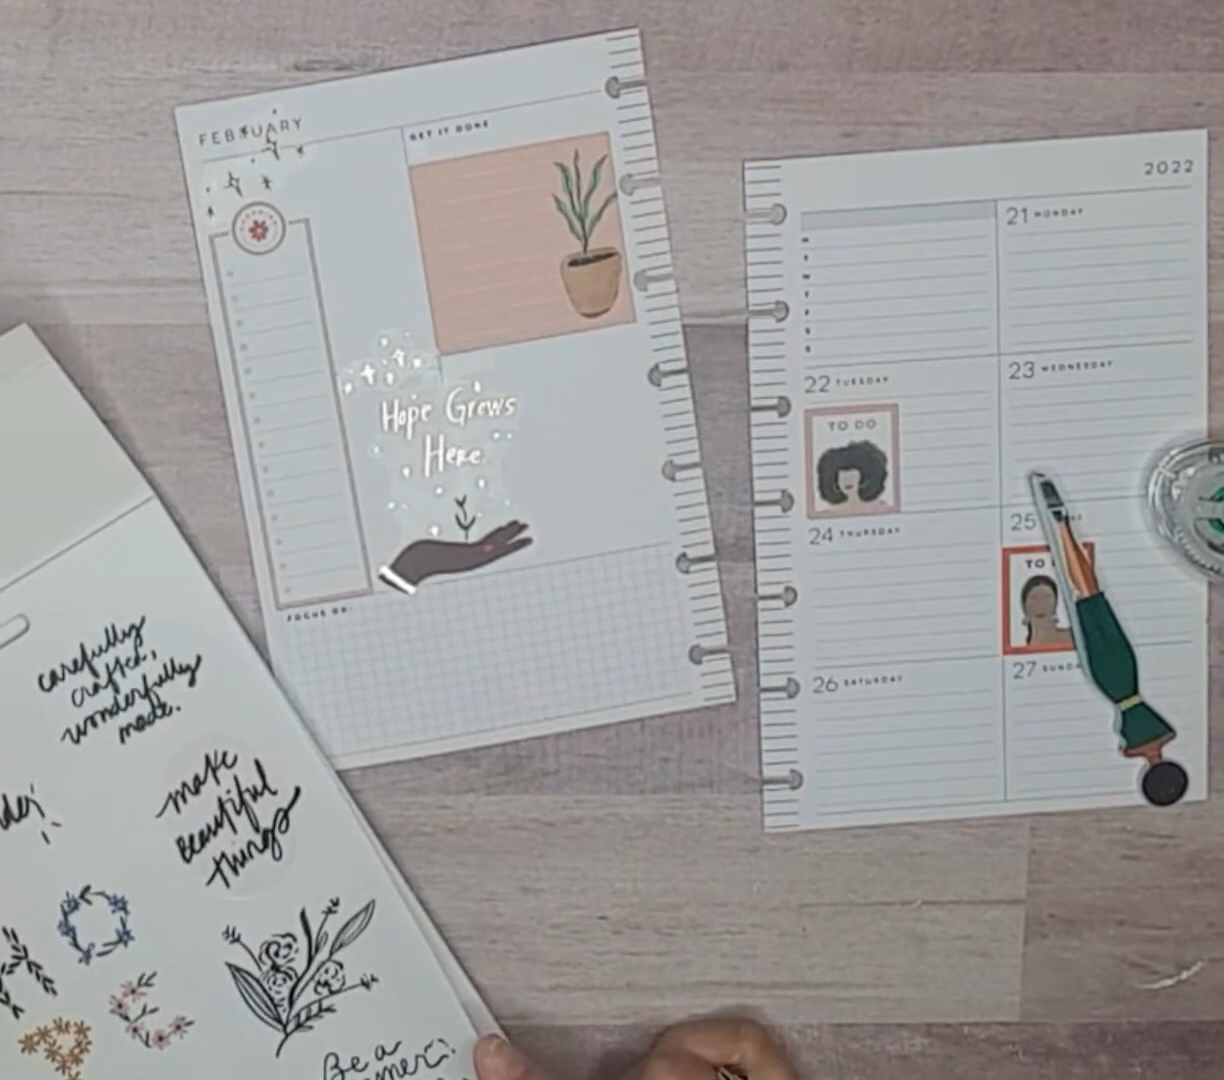 FEBRUARY
GET IT DONE
Hope Grows
Here
FOCUS ON:
2022
M
T
W
T
F
S
S
21 MONDAY
22 TUESDAY
23 WEDNESDAY
TO DO
24 THURSDAY
25
TO
26 SATURDAY
27
carefully
crafted,
wonderfully
made.
make
beautiful
things
Be a